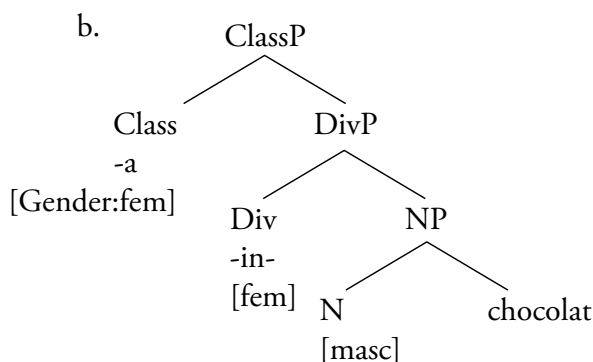 b.
ClassP
Class DivP
-a
[Gender:fem]
Div NP
-in-
[fem]
N chocolat
[masc]